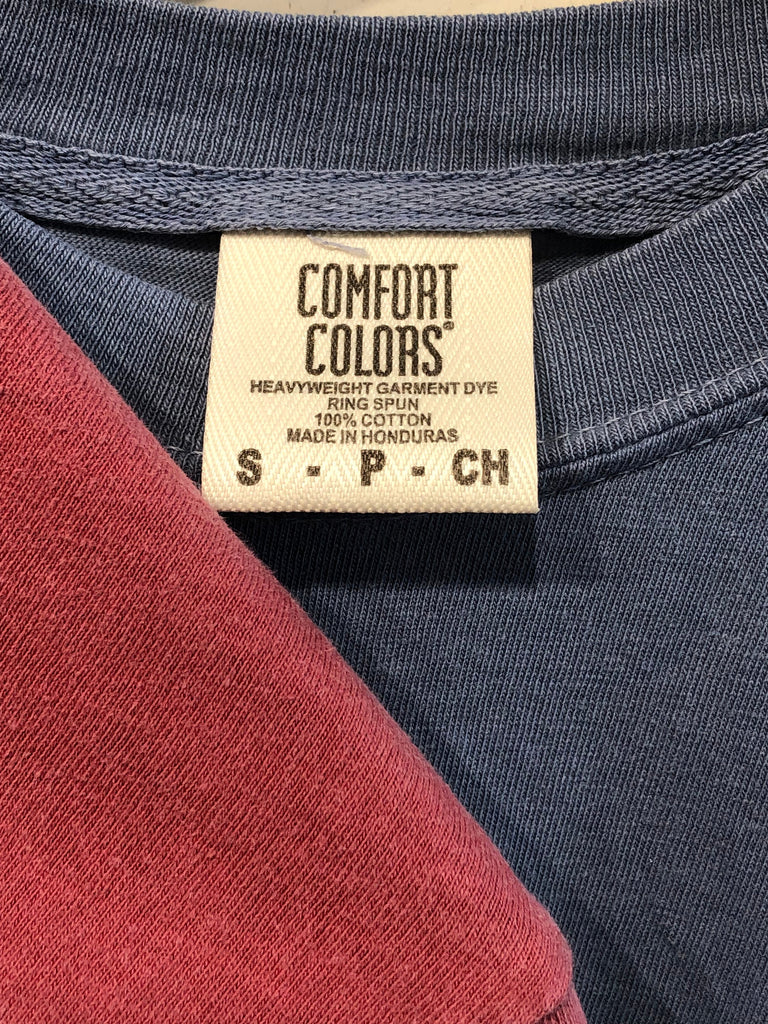 COMFORT
COLORS®
HEAVYWEIGHT GARMENT DYE
RING SPUN
100% COTTON
MADE IN HONDURAS
S - P - CH